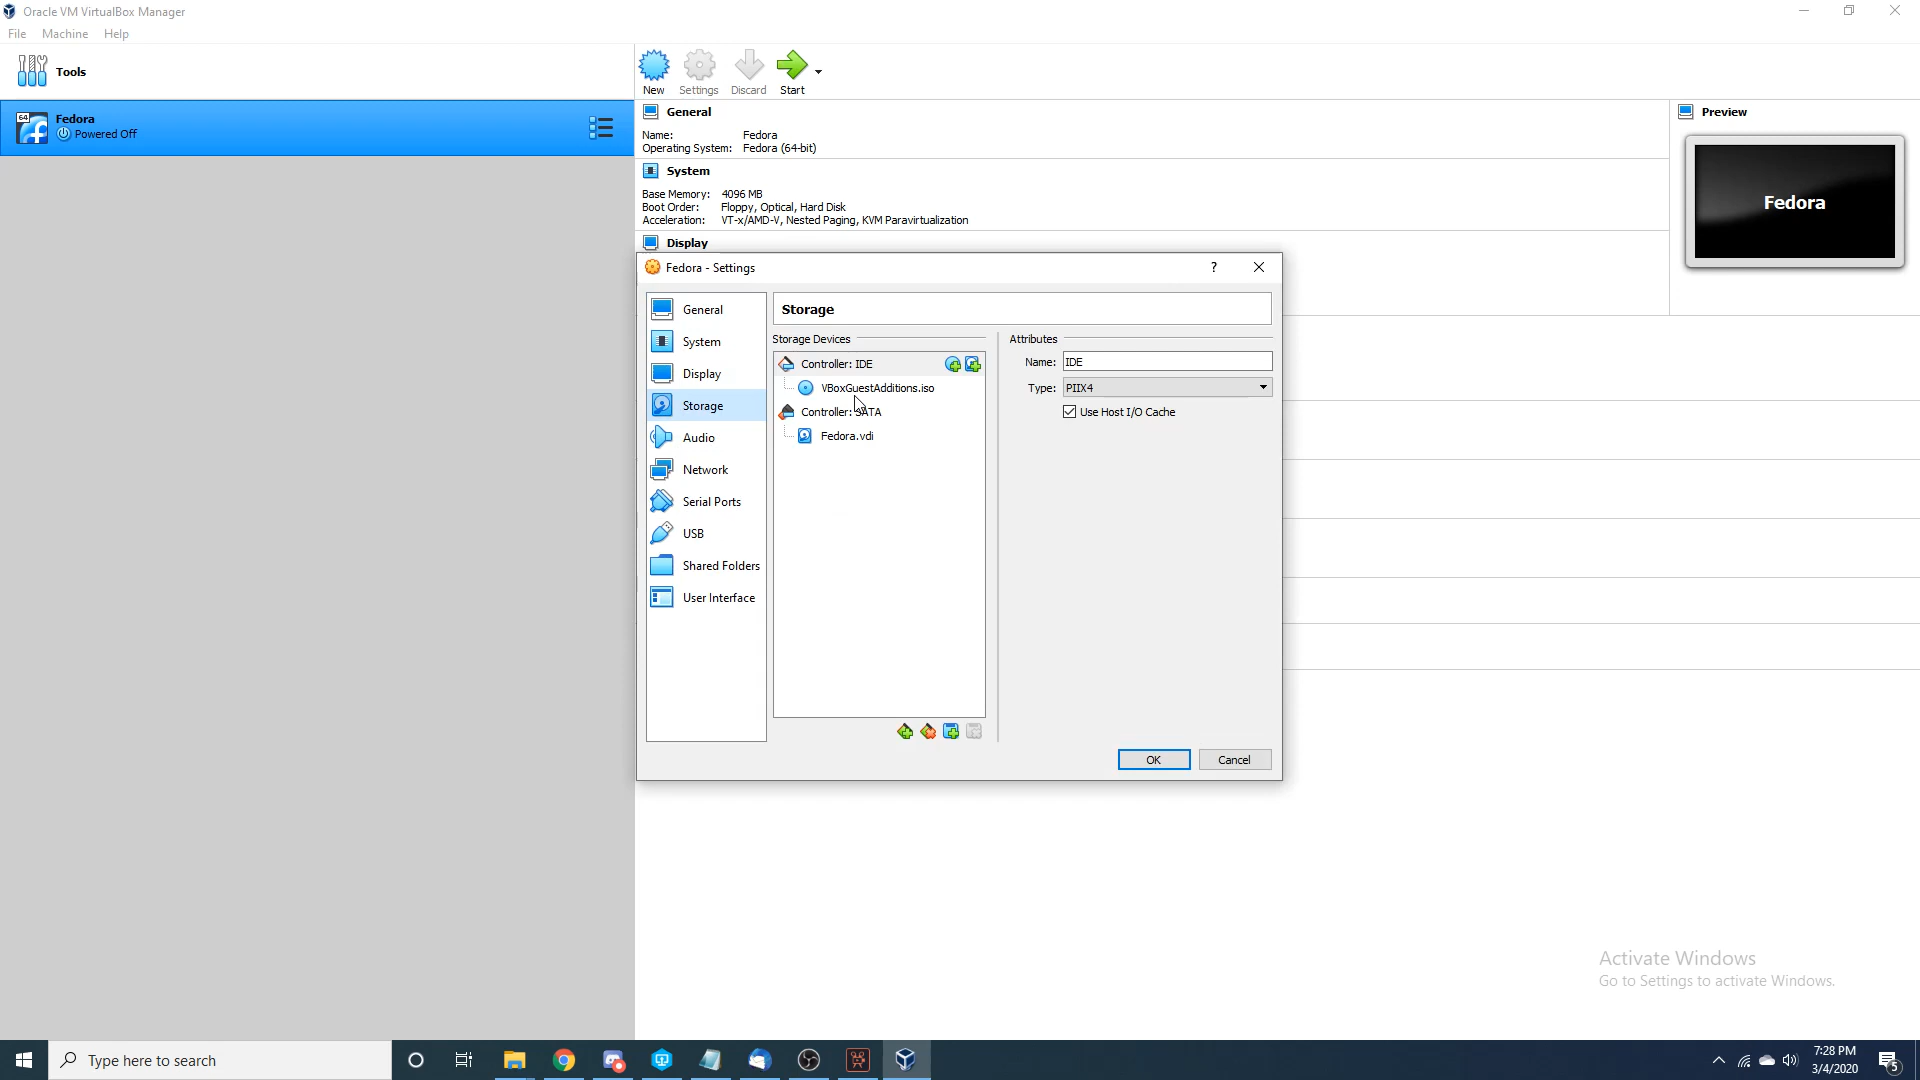 Oracle VM VirtualBox Manager
File Machine Help
Tools
New Settings Discard Start
64
Fedora
Powered Off
General
Name: Fedora
Operating System: Fedora (64-bit)
System
Base Memory: 4096 MB
Boot Order: Floppy, Optical, Hard Disk
Acceleration: VT-x/AMD-V, Nested Paging, KVM Paravirtualization
Display
Preview
Fedora
Fedora - Settings
?
General
System
Display
Storage
Audio
Network
Serial Ports
USB
Shared Folders
User Interface
Storage
Storage Devices
Controller: IDE
VBoxGuestAdditions.iso
Controller: SATA
Fedora.vdi
Attributes
Name: IDE
Type: PIIX4
Use Host I/O Cache
OK Cancel
Activate Windows
Go to Settings to activate Windows.
Type here to search
7:28 PM
3/4/2020
5